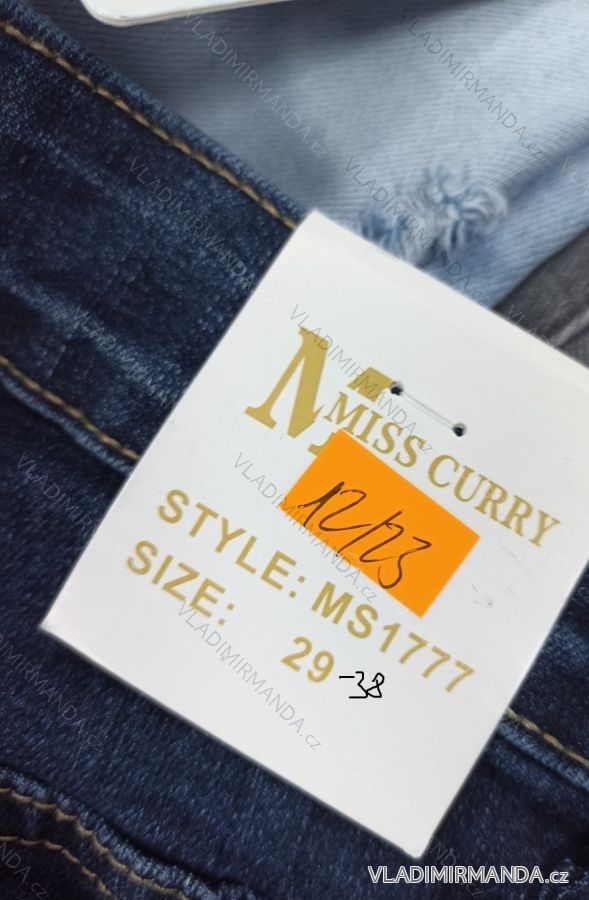 MISS CURRY
12/23
STYLE: MS1777
SIZE: 29 -38
VLADIMIRMANDA.cz